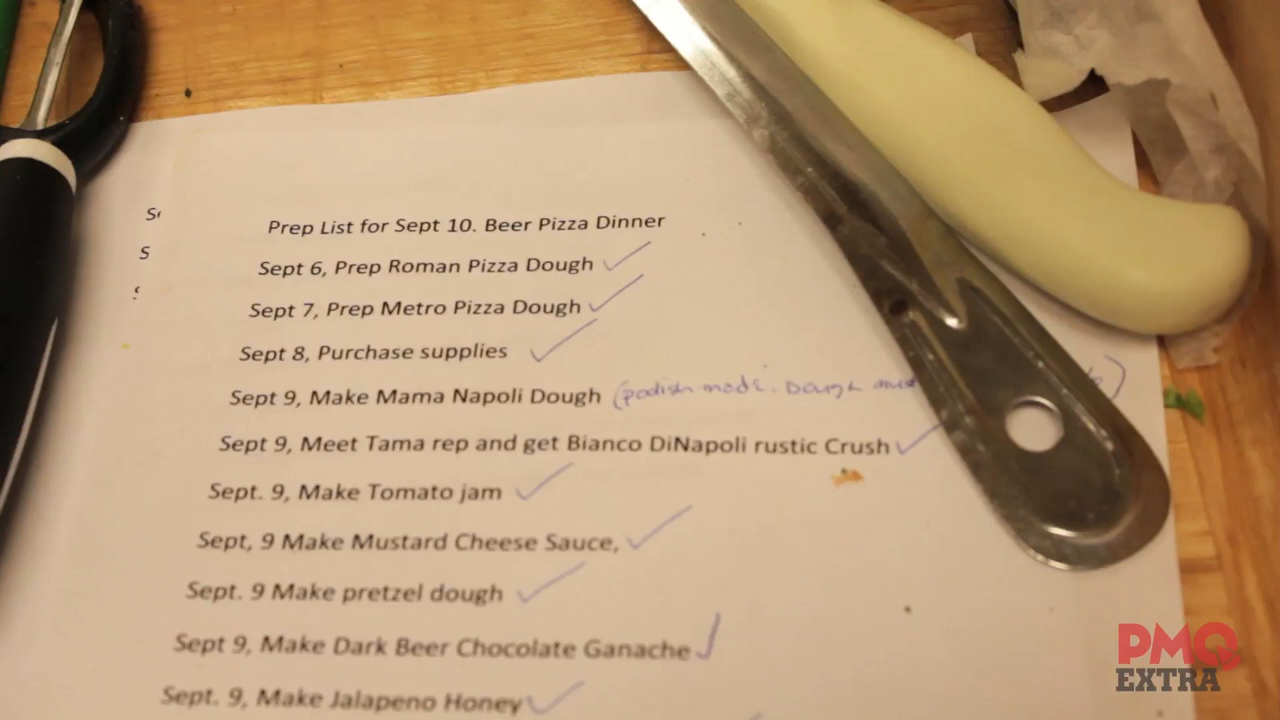 Prep List for Sept 10. Beer Pizza Dinner
Sept 6, Prep Roman Pizza Dough
Sept 7, Prep Metro Pizza Dough
Sept 8, Purchase supplies
Sept 9, Make Mama Napoli Dough (
Sept 9, Meet Tama rep and get Bianco DiNapoli rustic Crush
Sept. 9, Make Tomato jam
Sept, 9 Make Mustard Cheese Sauce,
Sept. 9 Make pretzel dough
Sept 9, Make Dark Beer Chocolate Ganache
Sept. 9, Make Jalapeno Honey
PMQ
EXTRA